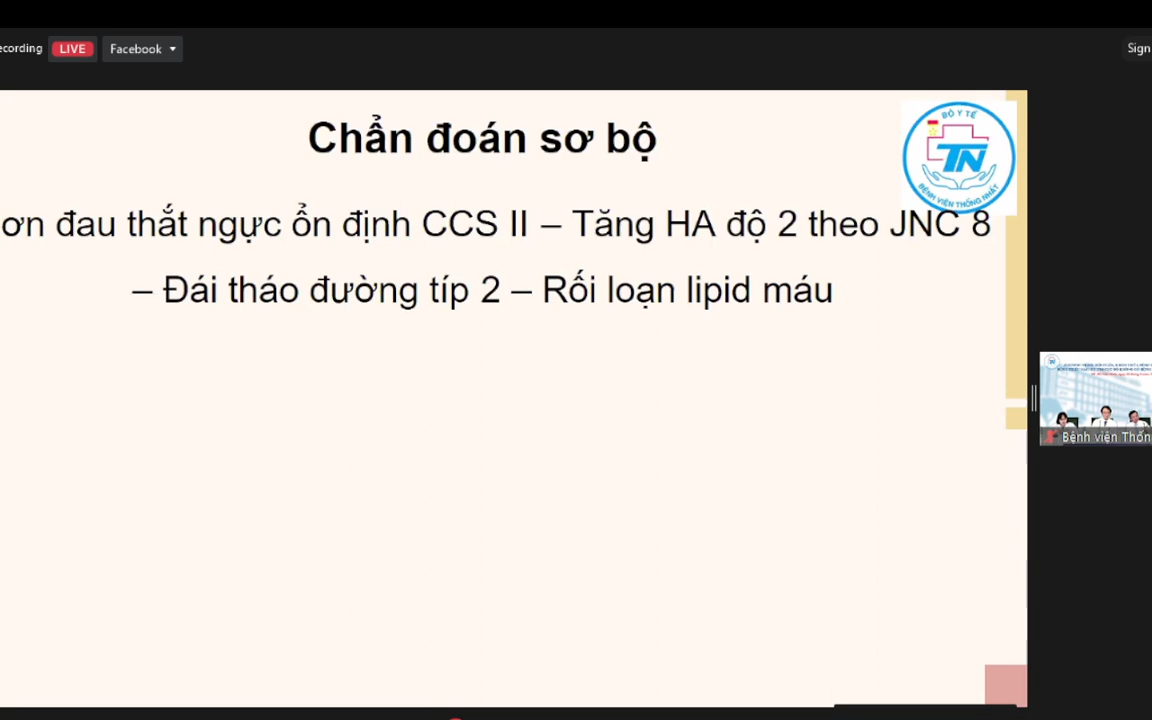 ecording LIVE Facebook
Sign
Chẩn đoán sơ bộ
BỘ Y TẾ
TN
BỆNH VIỆN THỐNG NHẤT
ơn đau thắt ngực ổn định CCS II – Tăng HA độ 2 theo JNC 8
– Đái tháo đường típ 2 – Rối loạn lipid máu
Bệnh viện Thốn